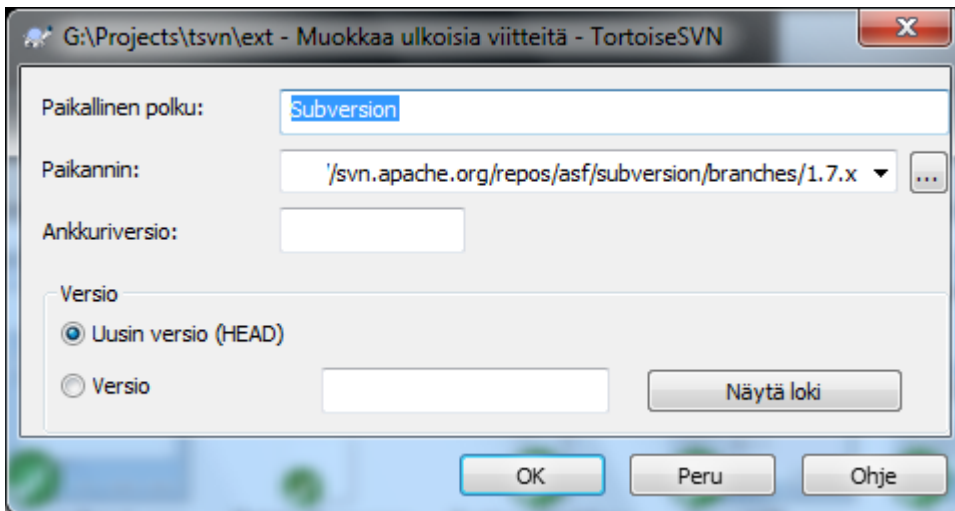 G:\Projects\tsvn\ext - Muokkaa ulkoisia viitteitä - TortoiseSVN
Paikallinen polku: Subversion
Paikannin: /svn.apache.org/repos/asf/subversion/branches/1.7.x ...
Ankkuriversio:
Versio
Uusin versio (HEAD)
Versio Näytä loki
OK Peru Ohje